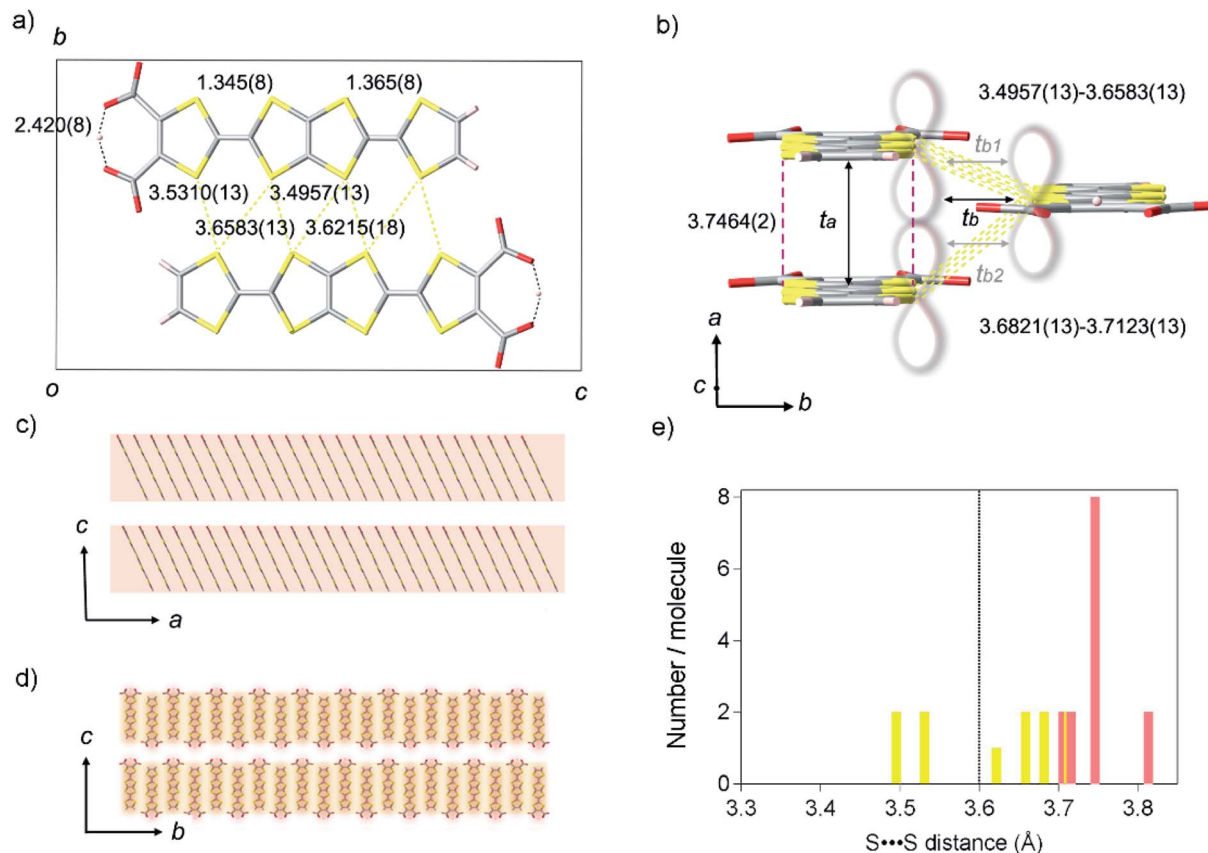 a)
b
1.345(8)
1.365(8)
2.420(8)
3.5310(13)
3.4957(13)
3.6583(13)
3.6215(18)
o
c
b)
3.4957(13)-3.6583(13)
tb1
3.7464(2)
ta
tb
tb2
3.6821(13)-3.7123(13)
a
c
b
c)
c
a
d)
c
b
e)
Number / molecule
8
6
4
2
0
3.3
3.4
3.5
3.6
3.7
3.8
S•••S distance (Å)